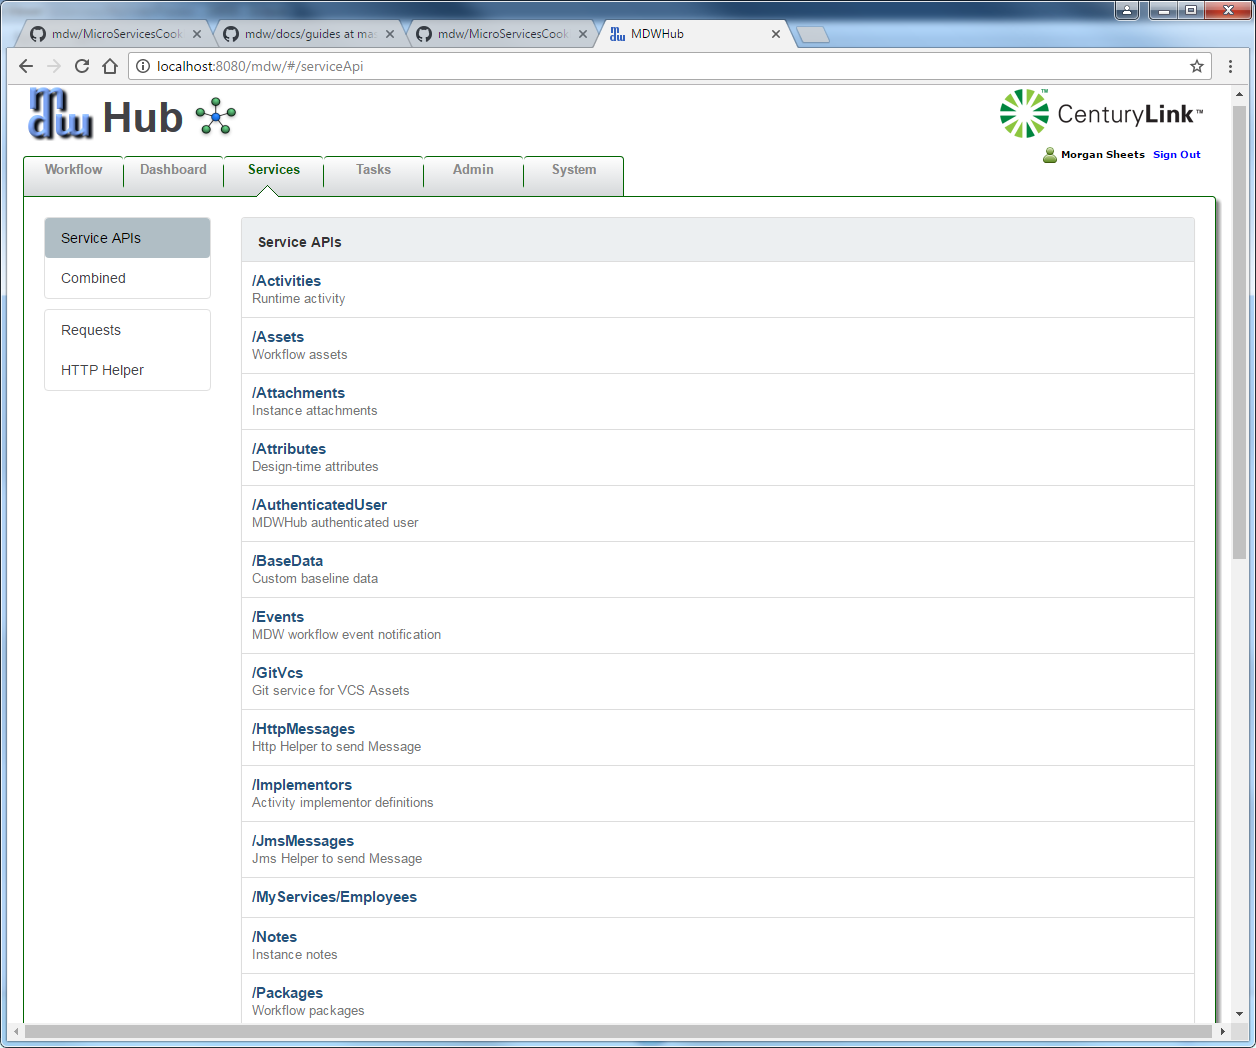 mdw/MicroServicesCook
mdw/docs/guides at mas
mdw/MicroServicesCook
MDWHub
localhost:8080/mdw/#/serviceApi
mdw Hub
CenturyLink™
Morgan Sheets Sign Out
Workflow Dashboard Services Tasks Admin System
Service APIs
Combined
Requests
HTTP Helper
Service APIs
/Activities
Runtime activity
/Assets
Workflow assets
/Attachments
Instance attachments
/Attributes
Design-time attributes
/AuthenticatedUser
MDWHub authenticated user
/BaseData
Custom baseline data
/Events
MDW workflow event notification
/GitVcs
Git service for VCS Assets
/HttpMessages
Http Helper to send Message
/Implementors
Activity implementor definitions
/JmsMessages
Jms Helper to send Message
/MyServices/Employees
/Notes
Instance notes
/Packages
Workflow packages